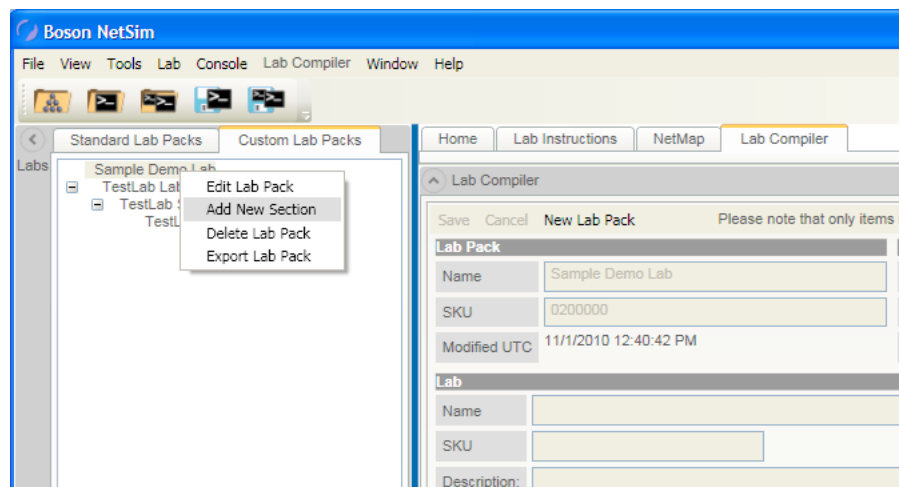 Boson NetSim
File View Tools Lab Console Lab Compiler Window Help
Standard Lab Packs Custom Lab Packs
Home Lab Instructions NetMap Lab Compiler
Labs
Sample Demo Lab
TestLab Lab
TestLab
TestL
Edit Lab Pack
Add New Section
Delete Lab Pack
Export Lab Pack
Lab Compiler
Save Cancel New Lab Pack Please note that only items
Lab Pack
Name Sample Demo Lab
SKU 0200000
Modified UTC 11/1/2010 12:40:42 PM
Lab
Name
SKU
Description: